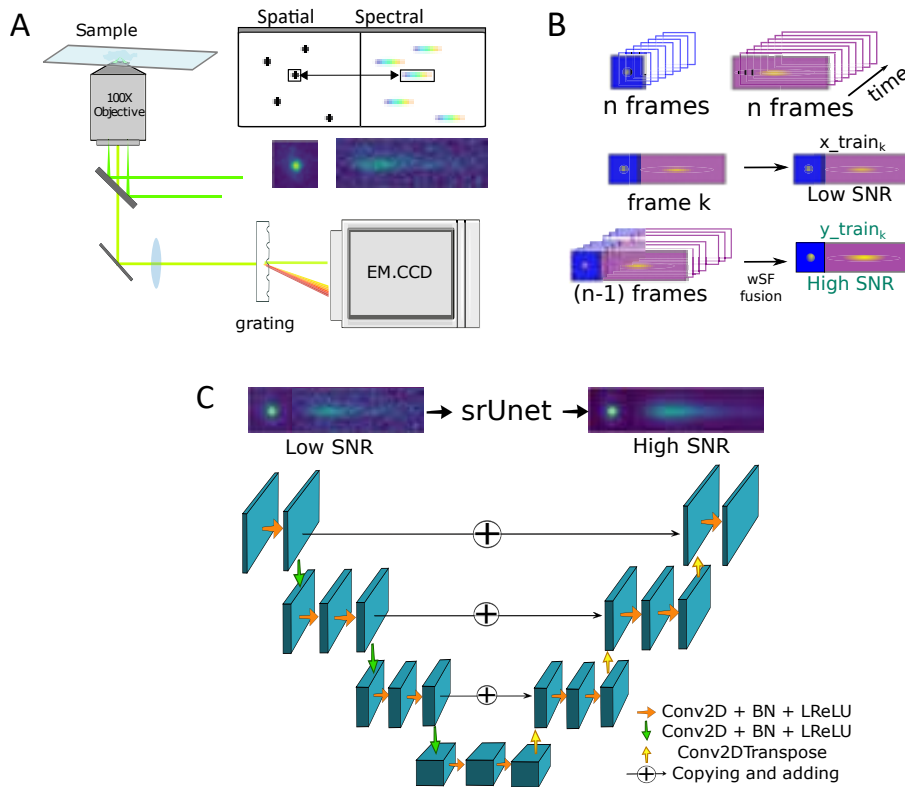 A
Sample
Spatial
Spectral
100X
Objective
EM.CCD
grating
B
n frames
n frames
time
frame k
x_train_k
Low SNR
(n-1) frames
wSF
fusion
y_train_k
High SNR
C
srUnet
Low SNR
High SNR
Conv2D + BN + LReLU
Conv2D + BN + LReLU
Conv2DTranspose
Copying and adding